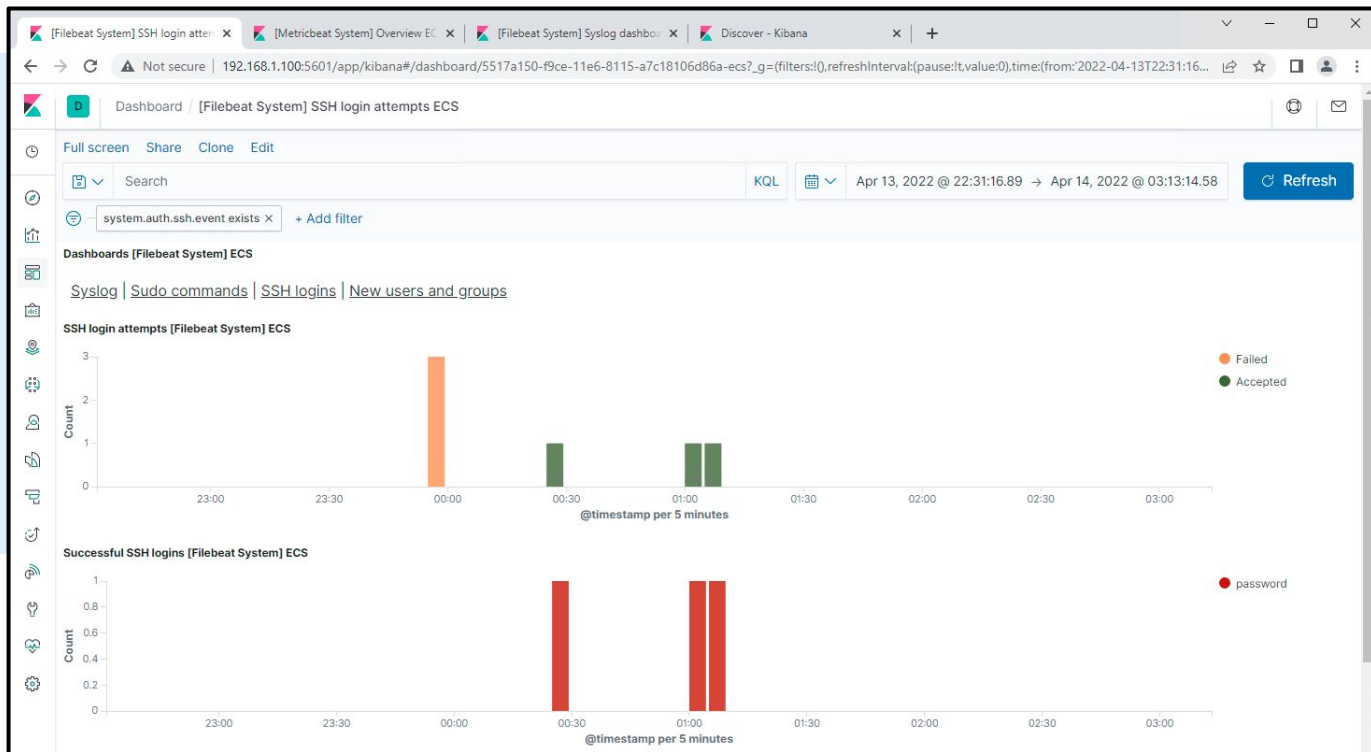 [Filebeat System] SSH login atten
[Metricbeat System] Overview EC
[Filebeat System] Syslog dashboa
Discover - Kibana
Not secure | 192.168.1.100:5601/app/kibana#/dashboard/5517a150-f9ce-11e6-8115-a7c18106d86a-ecs?_g=(filters:!(),refreshInterval:(pause:!t,value:0),time:(from:'2022-04-13T22:31:16...
D Dashboard / [Filebeat System] SSH login attempts ECS
Full screen Share Clone Edit
Search KQL Apr 13, 2022 @ 22:31:16.89 → Apr 14, 2022 @ 03:13:14.58 Refresh
system.auth.ssh.event exists × + Add filter
Dashboards [Filebeat System] ECS
Syslog | Sudo commands | SSH logins | New users and groups
SSH login attempts [Filebeat System] ECS
3
2
1
0
Count
23:00 23:30 00:00 00:30 01:00 01:30 02:00 02:30 03:00
@timestamp per 5 minutes
Failed
Accepted
Successful SSH logins [Filebeat System] ECS
1
0.8
0.6
0.4
0.2
0
Count
23:00 23:30 00:00 00:30 01:00 01:30 02:00 02:30 03:00
@timestamp per 5 minutes
password